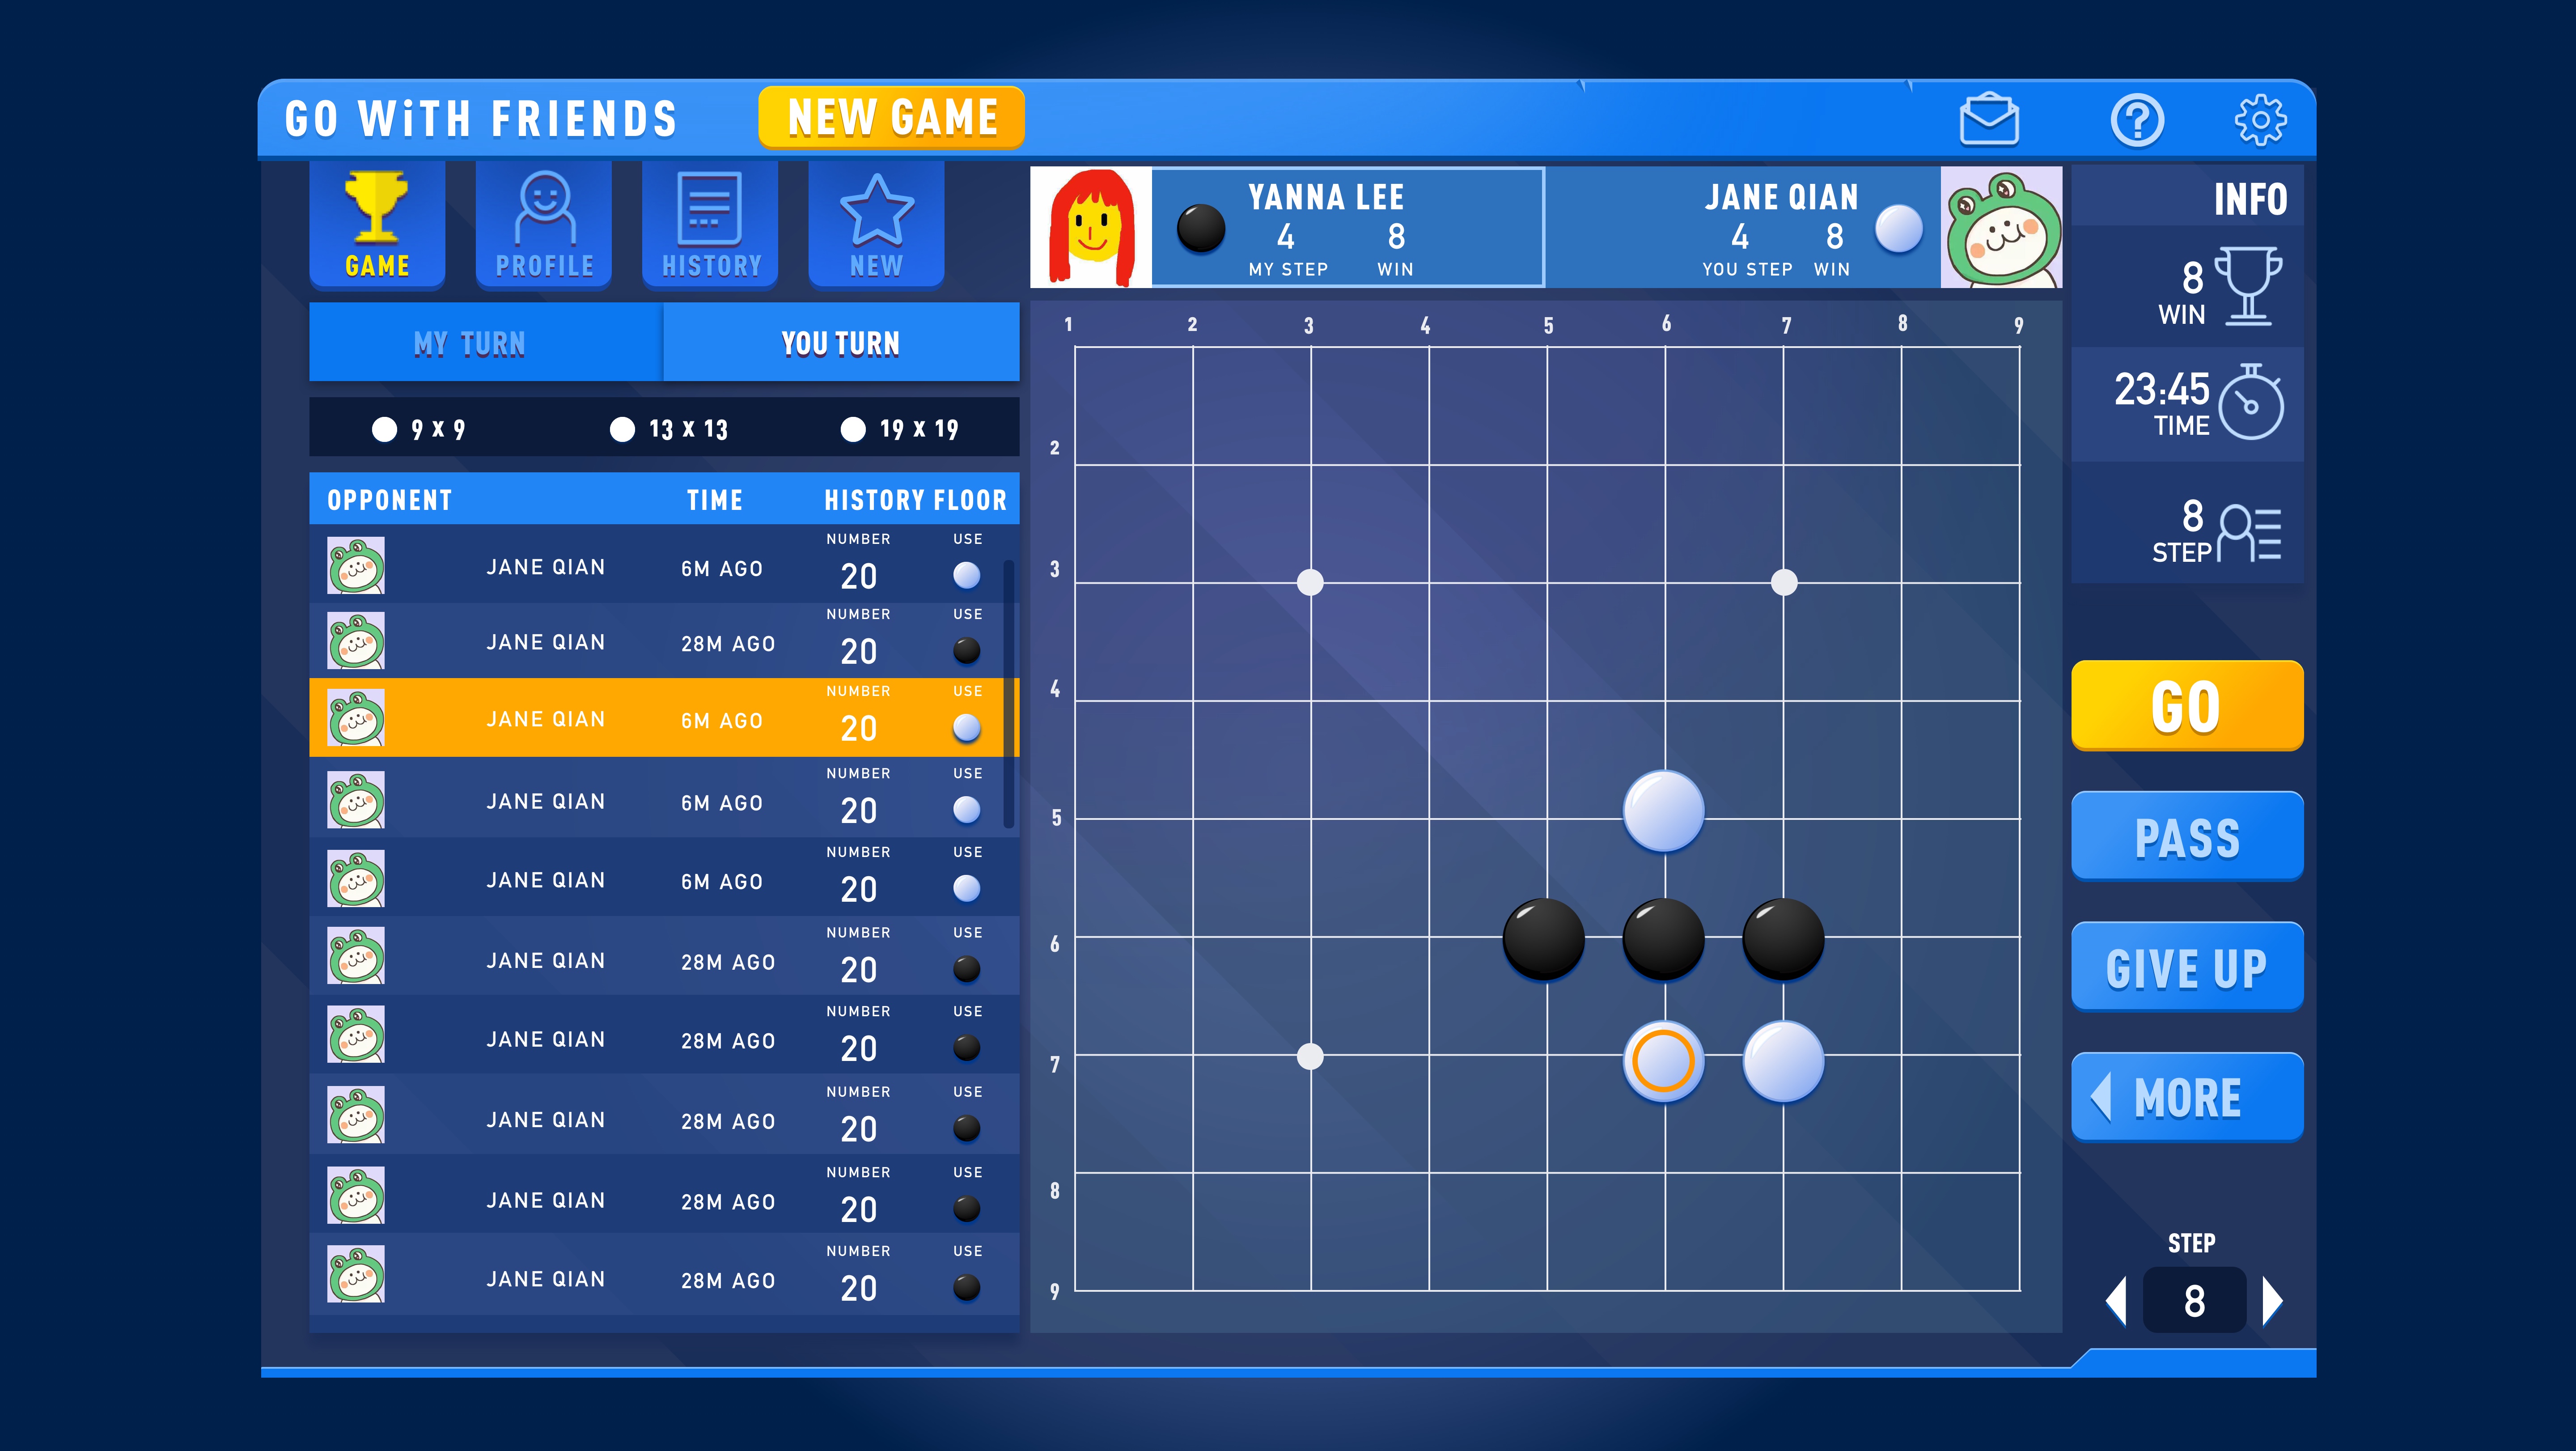 GO WiTH FRIENDS
NEW GAME
?
GAME
PROFILE
HISTORY
NEW
MY TURN
YOU TURN
9 X 9
13 X 13
19 X 19
OPPONENT TIME HISTORY FLOOR
NUMBER USE
JANE QIAN 6M AGO 20
NUMBER USE
JANE QIAN 28M AGO 20
NUMBER USE
JANE QIAN 6M AGO 20
NUMBER USE
JANE QIAN 6M AGO 20
NUMBER USE
JANE QIAN 6M AGO 20
NUMBER USE
JANE QIAN 28M AGO 20
NUMBER USE
JANE QIAN 28M AGO 20
NUMBER USE
JANE QIAN 28M AGO 20
NUMBER USE
JANE QIAN 28M AGO 20
NUMBER USE
JANE QIAN 28M AGO 20
YANNA LEE
4 8
MY STEP WIN
JANE QIAN
4 8
YOU STEP WIN
1 2 3 4 5 6 7 8 9
2
3
4
5
6
7
8
9
INFO
8
WIN
23:45
TIME
8
STEP
GO
PASS
GIVE UP
MORE
STEP
8